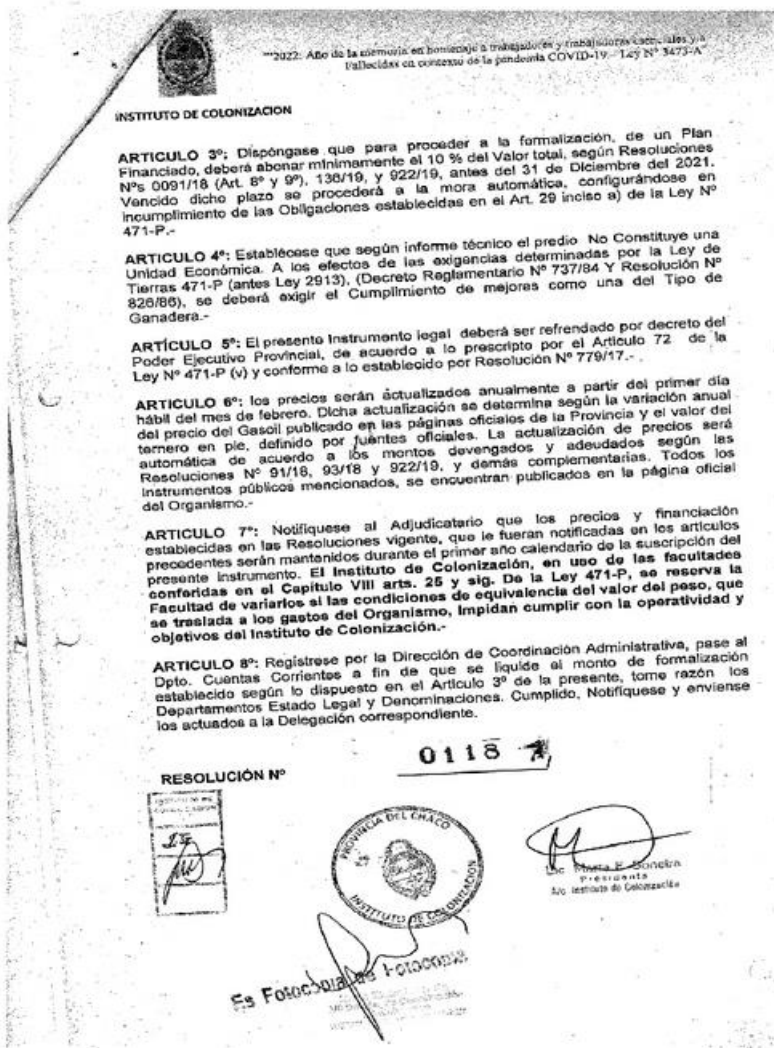 "2022: Año de la memoria en homenaje a trabajadores y trabajadoras esenciales y/a
Fallecidas en contexto de la pandemia COVID-19 – Ley Nº 3473-A"
INSTITUTO DE COLONIZACION
ARTICULO 3º: Dispóngase que para proceder a la formalización, de un Plan
Financiado, deberá abonar mínimamente el 10 % del Valor total, según Resoluciones
Nºs 0091/18 (Art. 8º y 9º), 136/19, y 922/19, antes del 31 de Diciembre del 2021.
Vencido dicho plazo se procederá a la mora automática, configurándose en
incumplimiento de las Obligaciones establecidas en el Art. 29 inciso a) de la Ley Nº
471-P.-
ARTICULO 4º: Establécese que según informe técnico el predio No Constituye una
Unidad Económica. A los efectos de las exigencias determinadas por la Ley de
Tierras 471-P (antes Ley 2913), (Decreto Reglamentario Nº 737/84 Y Resolución Nº
826/86), se deberá exigir el Cumplimiento de mejoras como una del Tipo de
Ganadera.-
ARTÍCULO 5º: El presente Instrumento legal deberá ser refrendado por decreto del
Poder Ejecutivo Provincial, de acuerdo a lo prescripto por el Artículo 72 de la
Ley Nº 471-P (v) y conforme a lo establecido por Resolución Nº 779/17.-
ARTICULO 6º: los precios serán actualizados anualmente a partir del primer día
hábil del mes de febrero. Dicha actualización se determina según la variación anual
del precio del Gasoil publicado en las páginas oficiales de la Provincia y el valor del
ternero en pie, definido por fuentes oficiales. La actualización de precios será
automática de acuerdo a los montos devengados y adeudados según las
Resoluciones Nº 91/18, 93/18 y 922/19, y demás complementarias. Todos los
Instrumentos públicos mencionados, se encuentran publicados en la página oficial
del Organismo.-
ARTICULO 7º: Notifíquese al Adjudicatario que los precios y financiación
establecidas en las Resoluciones vigente, que le fueran notificadas en los artículos
precedentes serán mantenidos durante el primer año calendario de la suscripción del
presente instrumento. El Instituto de Colonización, en uso de las facultades
conferidas en el Capítulo VIII arts. 25 y sig. De la Ley 471-P, se reserva la
Facultad de variarlos si las condiciones de equivalencia del valor del peso, que
se traslada a los gastos del Organismo, Impidan cumplir con la operatividad y
objetivos del Instituto de Colonización.-
ARTICULO 8º: Regístrese por la Dirección de Coordinación Administrativa, pase al
Dpto. Cuentas Corrientes a fin de que se liquide el monto de formalización
establecido según lo dispuesto en el Artículo 3º de la presente, tome razón los
Departamentos Estado Legal y Denominaciones. Cumplido, Notifíquese y envíense
los actuados a la Delegación correspondiente.
RESOLUCIÓN Nº 0118
PROVINCIA DEL CHACO
INSTITUTO DE COLONIZACION
Lic. Marta E. Soneira
Presidenta
A/c Instituto de Colonización
Es Fotocopia de Fotocopia